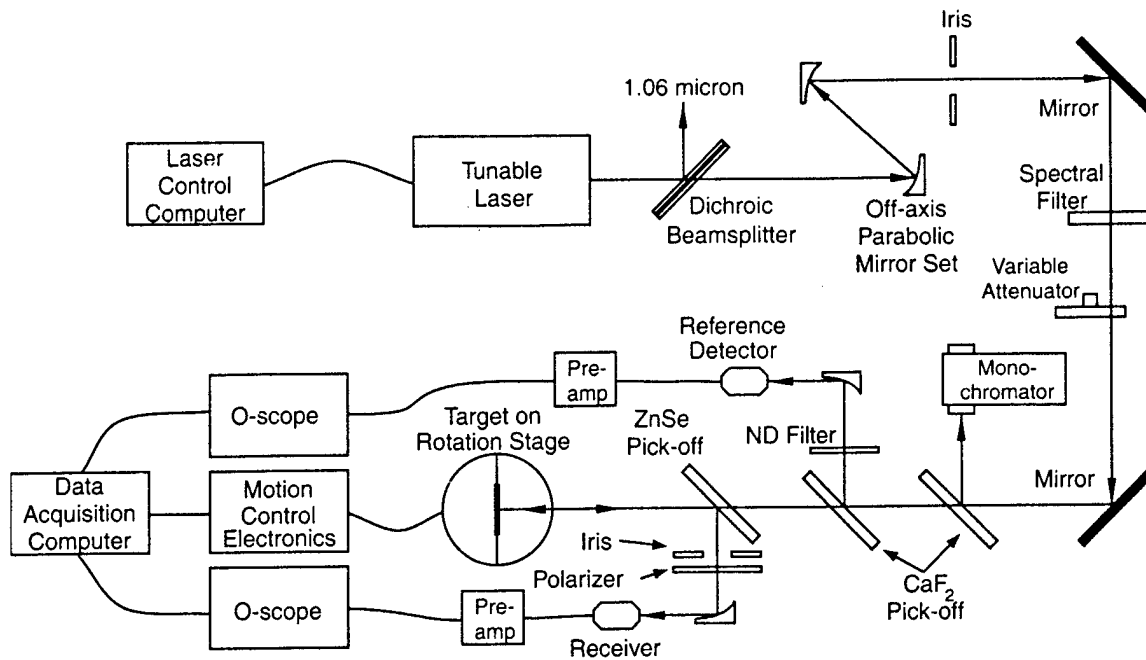 Iris
1.06 micron
Mirror
Laser
Control
Computer
Tunable
Laser
Dichroic
Beamsplitter
Off-axis
Parabolic
Mirror Set
Spectral
Filter
Variable
Attenuator
Reference
Detector
Pre-
amp
Mono-
chromator
O-scope
Target on
Rotation Stage
ZnSe
Pick-off
ND Filter
Mirror
Data
Acquisition
Computer
Motion
Control
Electronics
Iris
Polarizer
CaF2
Pick-off
O-scope
Pre-
amp
Receiver